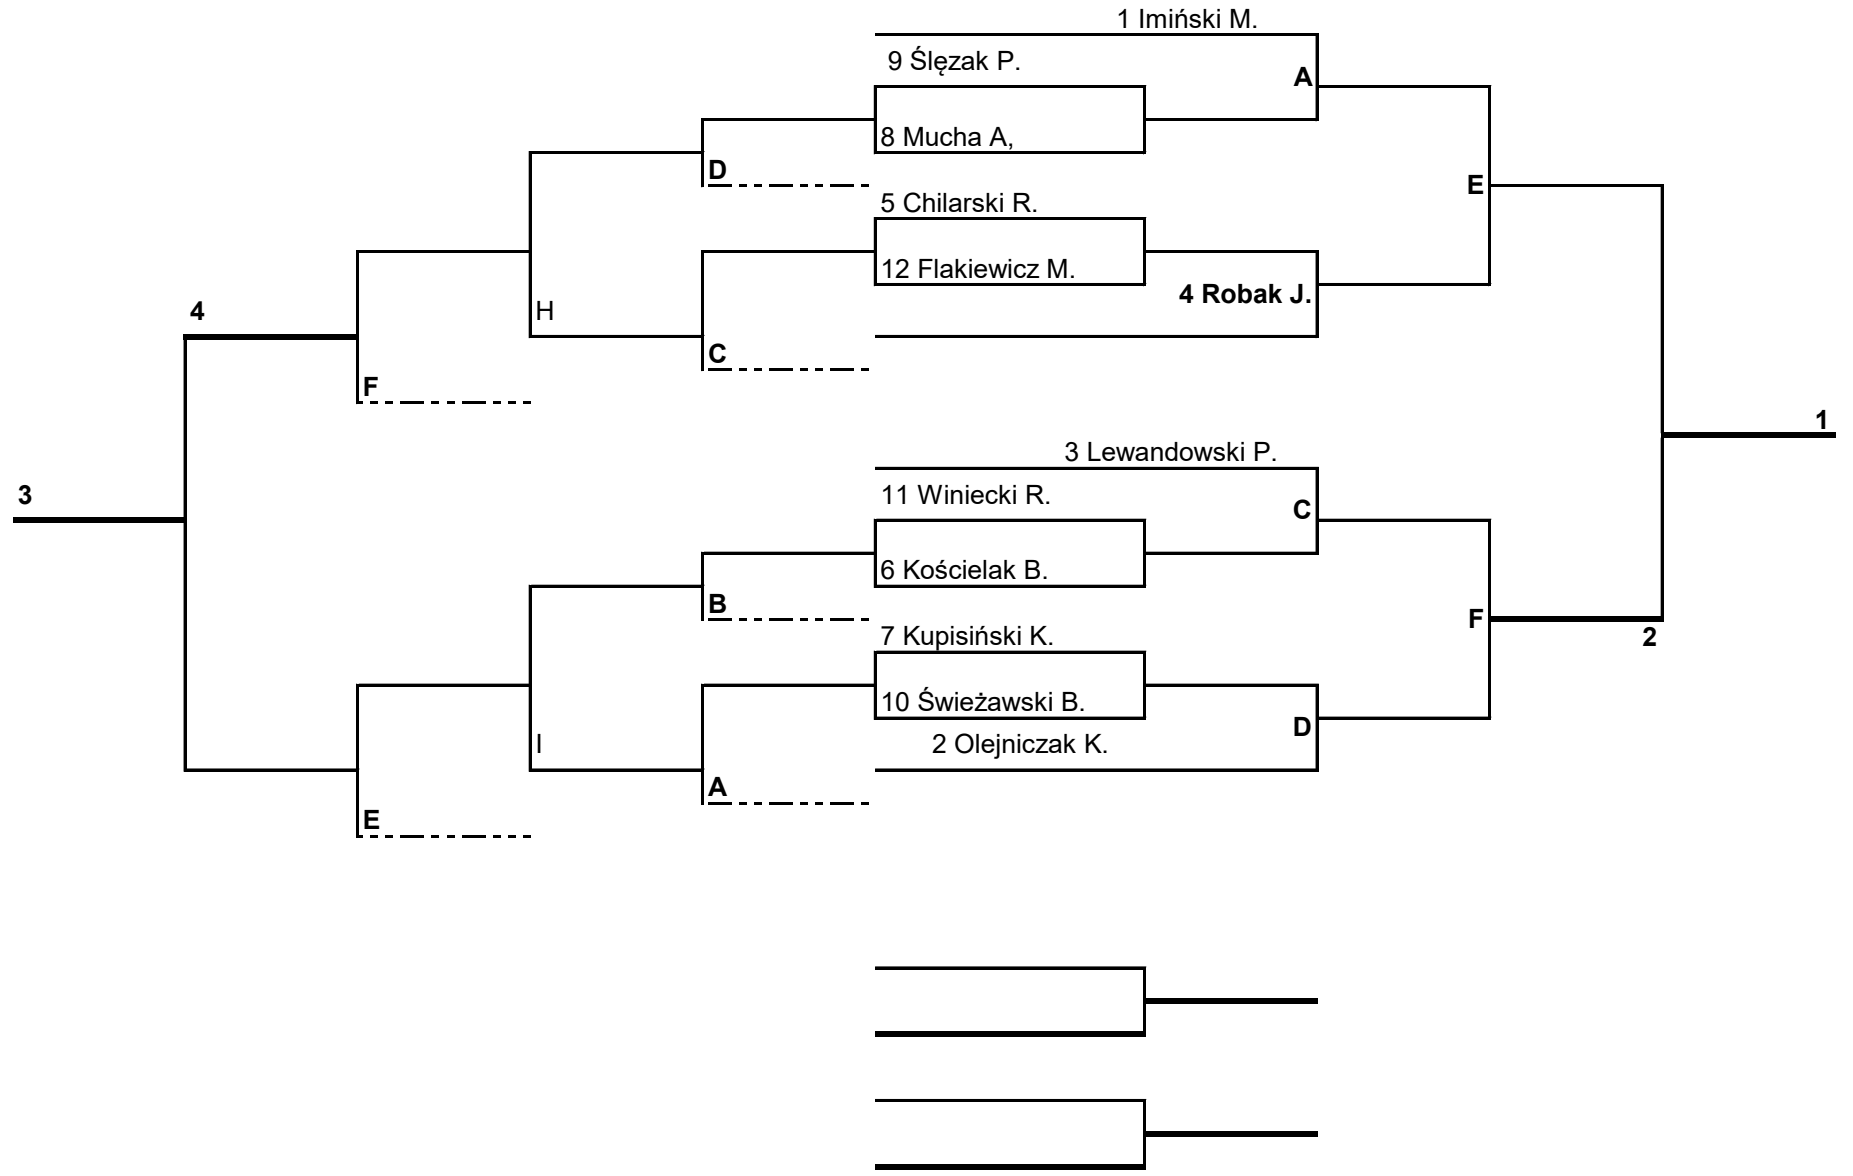 1 Imiński M.
9 Ślęzak P.
A
8 Mucha A,
D
E
5 Chilarski R.
12 Flakiewicz M.
4 Robak J.
4
H
C
F
1
3 Lewandowski P.
3
11 Winiecki R.
C
6 Kościelak B.
B
F
7 Kupisiński K.
2
10 Świeżawski B.
D
2 Olejniczak K.
I
A
E